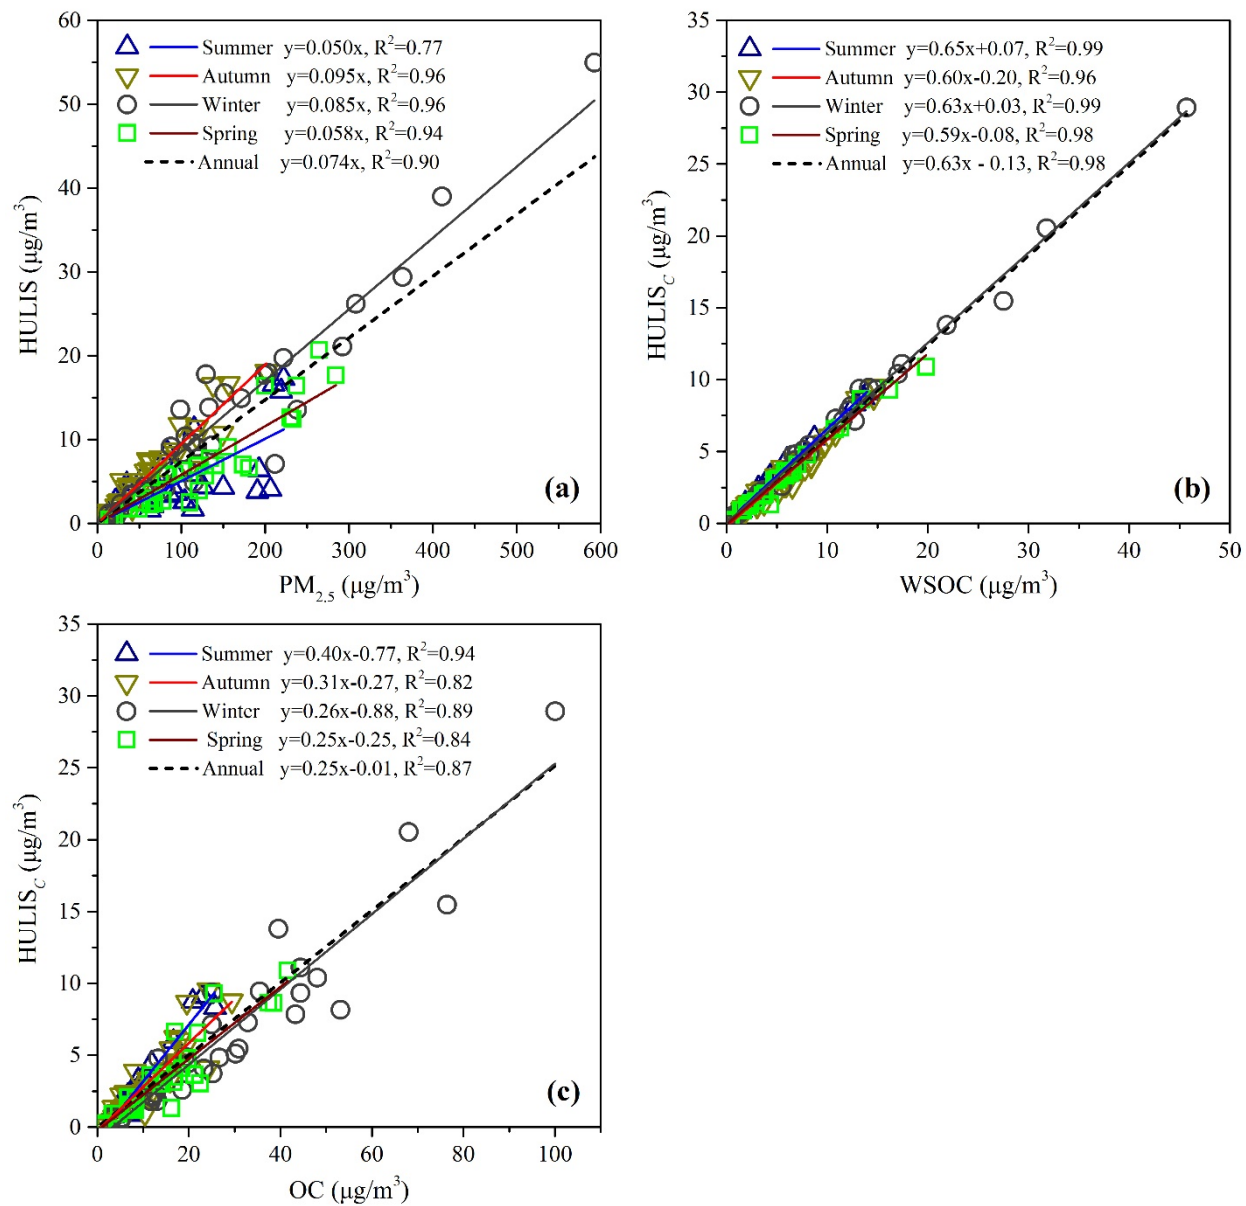 60
50
40
30
20
10
0
HULIS (μg/m³)
Summer y=0.050x, R²=0.77
Autumn y=0.095x, R²=0.96
Winter y=0.085x, R²=0.96
Spring y=0.058x, R²=0.94
Annual y=0.074x, R²=0.90
(a)
0 100 200 300 400 500 600
PM₂.₅ (μg/m³)
35
30
25
20
15
10
5
0
HULIS_C (μg/m³)
Summer y=0.65x+0.07, R²=0.99
Autumn y=0.60x-0.20, R²=0.96
Winter y=0.63x+0.03, R²=0.99
Spring y=0.59x-0.08, R²=0.98
Annual y=0.63x - 0.13, R²=0.98
(b)
0 10 20 30 40 50
WSOC (μg/m³)
35
30
25
20
15
10
5
0
HULIS_C (μg/m³)
Summer y=0.40x-0.77, R²=0.94
Autumn y=0.31x-0.27, R²=0.82
Winter y=0.26x-0.88, R²=0.89
Spring y=0.25x-0.25, R²=0.84
Annual y=0.25x-0.01, R²=0.87
(c)
0 20 40 60 80 100
OC (μg/m³)